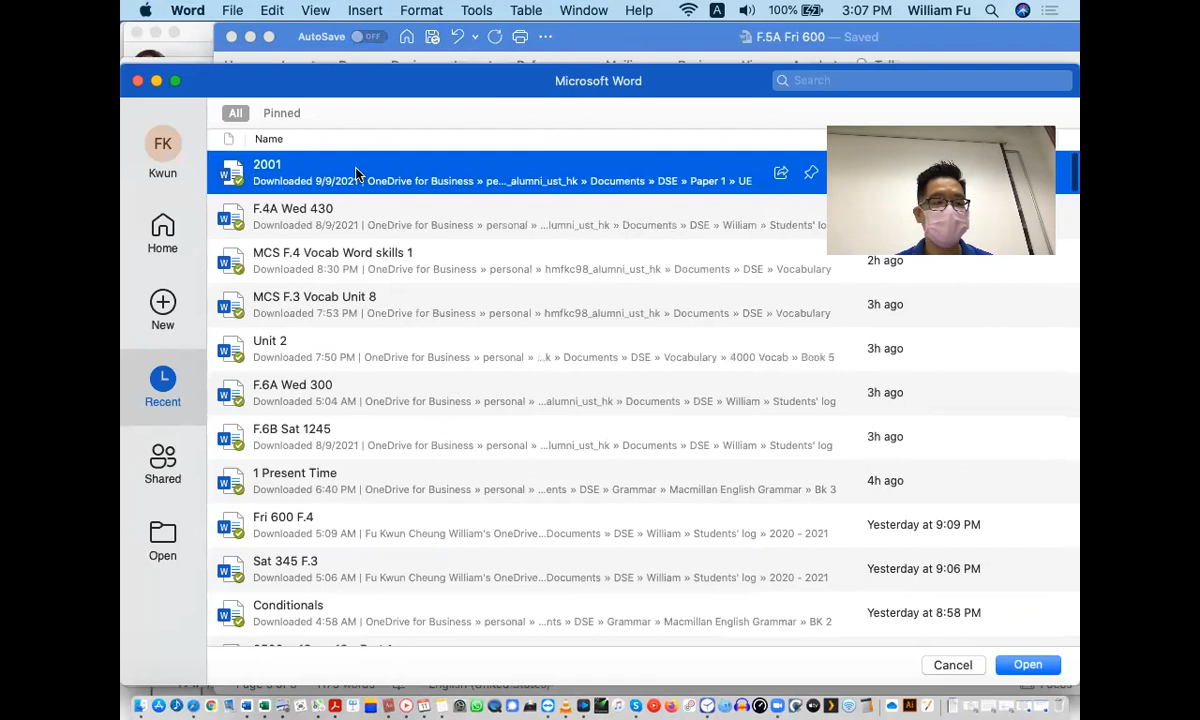 Word File Edit View Insert Format Tools Table Window Help A 100% 3:07 PM William Fu
AutoSave OFF F.5A Fri 600 — Saved
Microsoft Word Search
All Pinned
Name
FK
Kwun
Home
New
Recent
Shared
Open
2001
Downloaded 9/9/2021 | OneDrive for Business » pe..._alumni_ust_hk » Documents » DSE » Paper 1 » UE
F.4A Wed 430
Downloaded 8/9/2021 | OneDrive for Business » personal » ...lumni_ust_hk » Documents » DSE » William » Students' lo
MCS F.4 Vocab Word skills 1
2h ago
Downloaded 8:30 PM | OneDrive for Business » personal » hmfkc98_alumni_ust_hk » Documents » DSE » Vocabulary
MCS F.3 Vocab Unit 8
3h ago
Downloaded 7:53 PM | OneDrive for Business » personal » hmfkc98_alumni_ust_hk » Documents » DSE » Vocabulary
Unit 2
3h ago
Downloaded 7:50 PM | OneDrive for Business » personal » ...k » Documents » DSE » Vocabulary » 4000 Vocab » Book 5
F.6A Wed 300
3h ago
Downloaded 5:04 AM | OneDrive for Business » personal » ...alumni_ust_hk » Documents » DSE » William » Students' log
F.6B Sat 1245
3h ago
Downloaded 8/9/2021 | OneDrive for Business » personal » ...lumni_ust_hk » Documents » DSE » William » Students' log
1 Present Time
4h ago
Downloaded 6:40 PM | OneDrive for Business » personal » ...ents » DSE » Grammar » Macmillan English Grammar » Bk 3
Fri 600 F.4
Yesterday at 9:09 PM
Downloaded 5:09 AM | Fu Kwun Cheung William's OneDrive...Documents » DSE » William » Students' log » 2020 - 2021
Sat 345 F.3
Yesterday at 9:06 PM
Downloaded 5:06 AM | Fu Kwun Cheung William's OneDrive...Documents » DSE » William » Students' log » 2020 - 2021
Conditionals
Yesterday at 8:58 PM
Downloaded 4:58 AM | OneDrive for Business » personal » ...nts » DSE » Grammar » Macmillan English Grammar » BK 2
Cancel Open